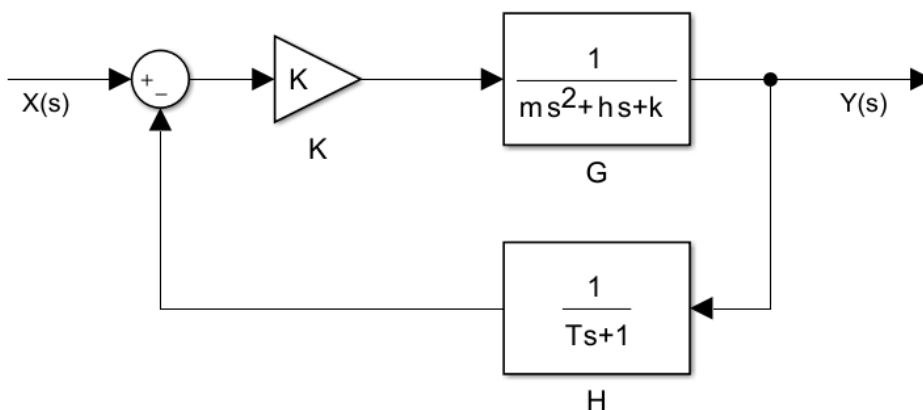 +
−
X(s)
K
K
1
ms²+hs+k
G
Y(s)
1
Ts+1
H